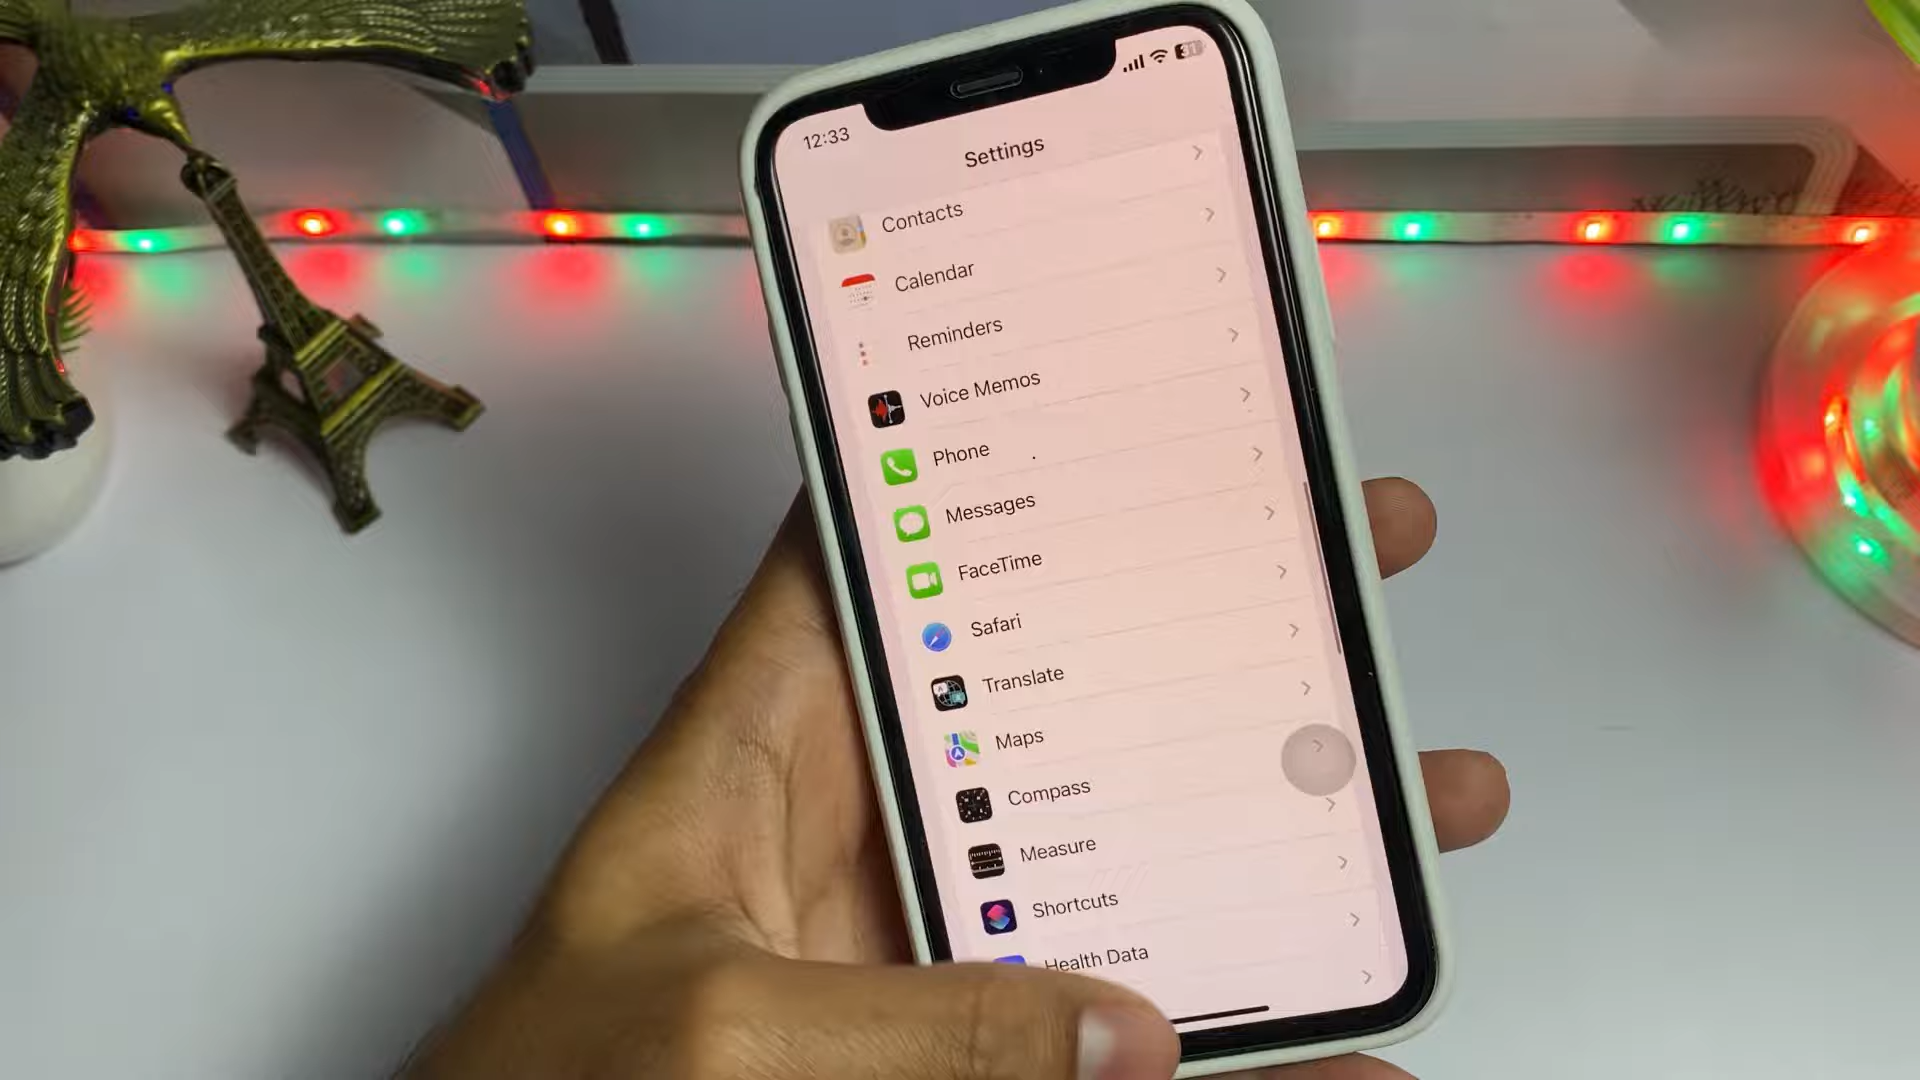 12:33
31
Settings
Contacts
Calendar
Reminders
Voice Memos
Phone
Messages
FaceTime
Safari
Translate
Maps
Compass
Measure
Shortcuts
Health Data